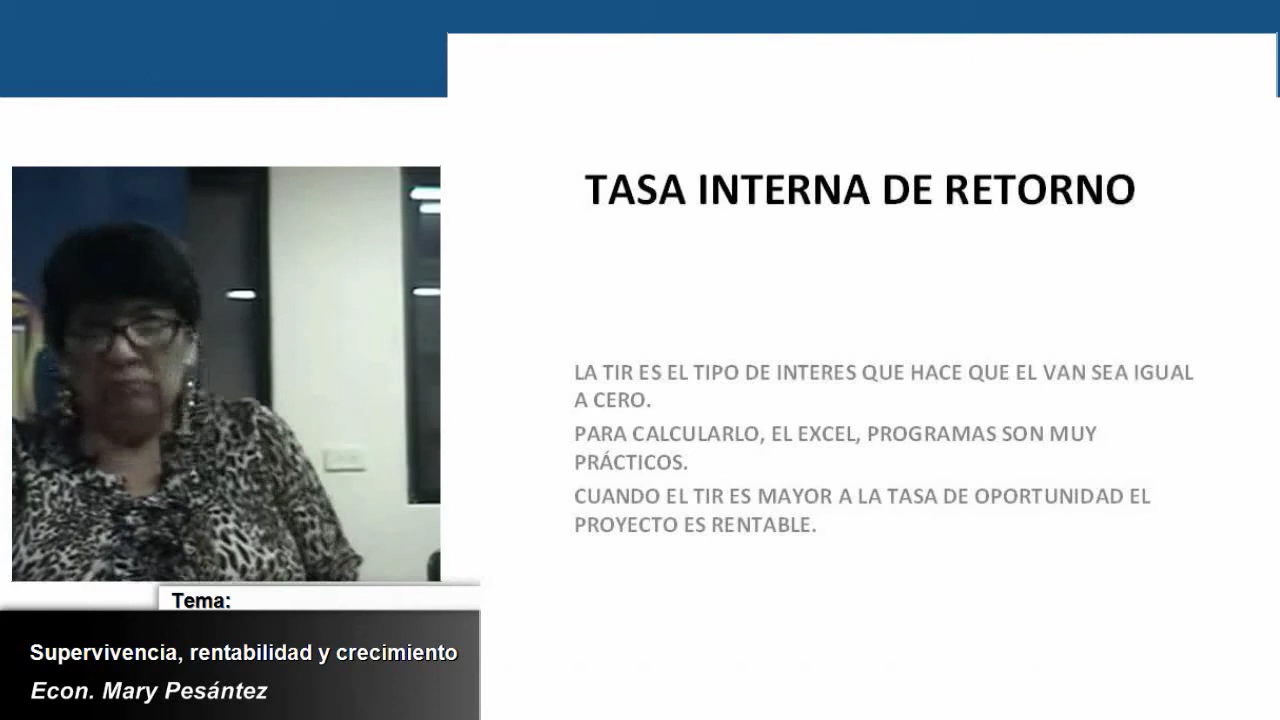 TASA INTERNA DE RETORNO
LA TIR ES EL TIPO DE INTERES QUE HACE QUE EL VAN SEA IGUAL
A CERO.
PARA CALCULARLO, EL EXCEL, PROGRAMAS SON MUY
PRÁCTICOS.
CUANDO EL TIR ES MAYOR A LA TASA DE OPORTUNIDAD EL
PROYECTO ES RENTABLE.
Tema:
Supervivencia, rentabilidad y crecimiento
Econ. Mary Pesántez